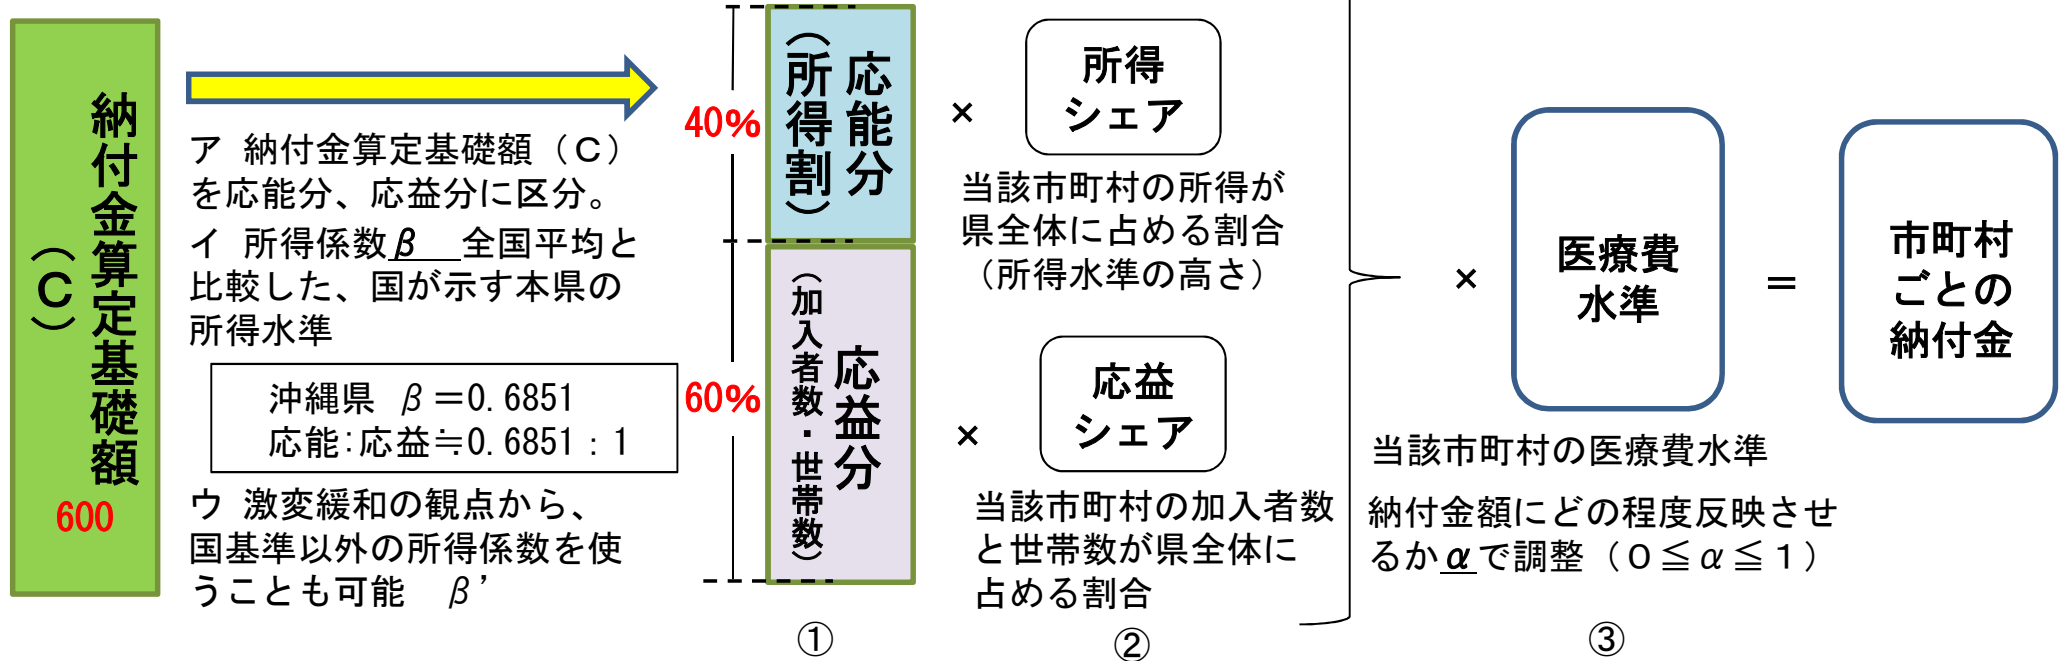 納付金算定基礎額
（Ｃ）
600
ア 納付金算定基礎額（Ｃ）
を応能分、応益分に区分。
イ 所得係数β　全国平均と
比較した、国が示す本県の
所得水準
沖縄県 β＝0.6851
応能：応益≒0.6851：1
ウ 激変緩和の観点から、
国基準以外の所得係数を使
うことも可能　β’
40%
60%
応能分
（所得割）
応益分
（加入者数・世帯数）
①
×
所得
シェア
当該市町村の所得が
県全体に占める割合
（所得水準の高さ）
×
応益
シェア
当該市町村の加入者数
と世帯数が県全体に
占める割合
②
×
医療費
水準
当該市町村の医療費水準
納付金額にどの程度反映させ
るかαで調整（０≦α≦１）
③
＝
市町村
ごとの
納付金